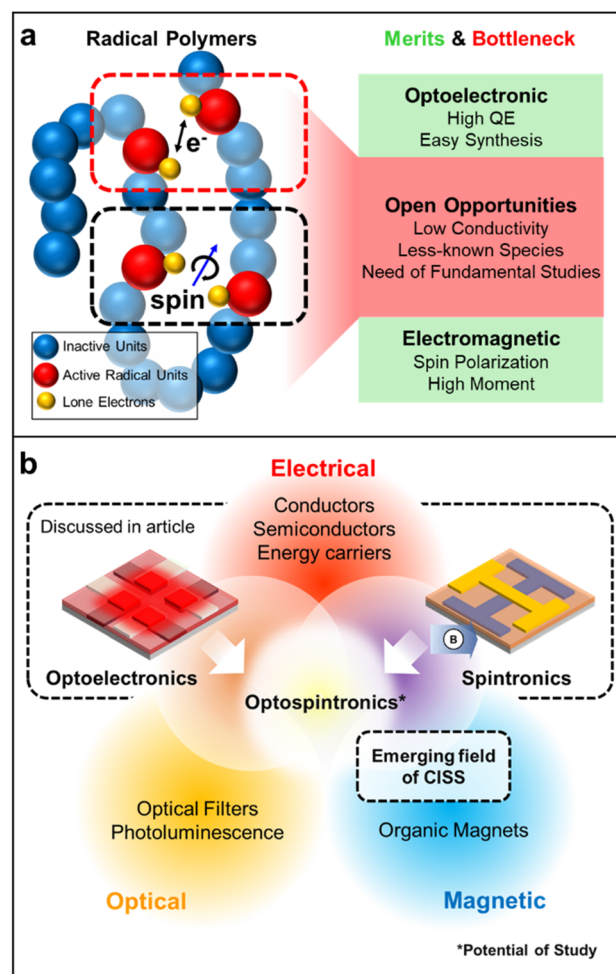 a
Radical Polymers
Merits & Bottleneck
e-
spin
Inactive Units
Active Radical Units
Lone Electrons
Optoelectronic
High QE
Easy Synthesis
Open Opportunities
Low Conductivity
Less-known Species
Need of Fundamental Studies
Electromagnetic
Spin Polarization
High Moment
b
Electrical
Conductors
Semiconductors
Energy carriers
Discussed in article
Optoelectronics
B
Spintronics
Optospintronics*
Emerging field
of CISS
Optical Filters
Photoluminescence
Organic Magnets
Optical
Magnetic
*Potential of Study